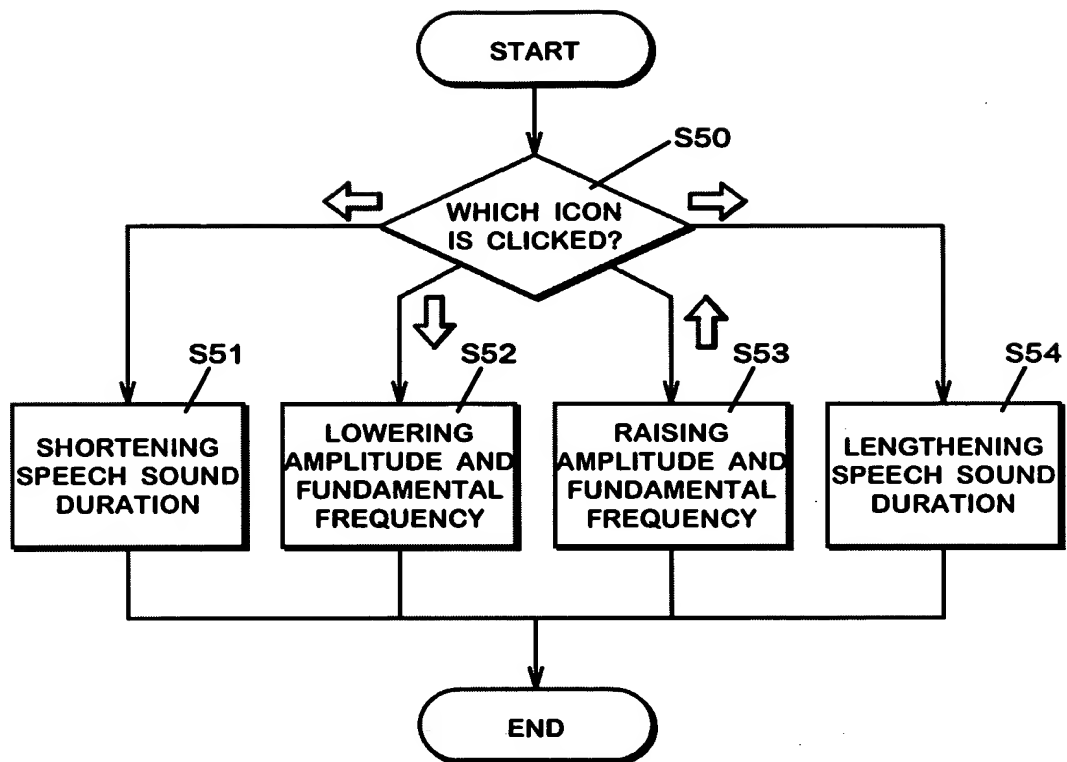 START
S50
WHICH ICON
IS CLICKED?
S51
S52
S53
S54
SHORTENING
SPEECH SOUND
DURATION
LOWERING
AMPLITUDE AND
FUNDAMENTAL
FREQUENCY
RAISING
AMPLITUDE AND
FUNDAMENTAL
FREQUENCY
LENGTHENING
SPEECH SOUND
DURATION
END